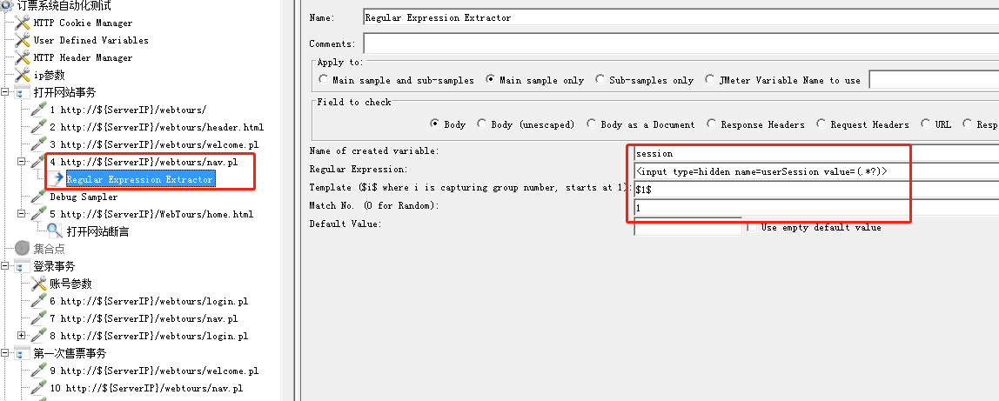 订票系统自动化测试
HTTP Cookie Manager
User Defined Variables
HTTP Header Manager
ip参数
打开网站事务
1 http://${ServerIP}/webtours/
2 http://${ServerIP}/webtours/header.html
3 http://${ServerIP}/webtours/welcome.pl
4 http://${ServerIP}/webtours/nav.pl
Regular Expression Extractor
Debug Sampler
5 http://${ServerIP}/WebTours/home.html
打开网站断言
集合点
登录事务
账号参数
6 http://${ServerIP}/webtours/login.pl
7 http://${ServerIP}/webtours/nav.pl
8 http://${ServerIP}/webtours/login.pl
第一次售票事务
9 http://${ServerIP}/webtours/welcome.pl
10 http://${ServerIP}/webtours/nav.pl
Name: Regular Expression Extractor
Comments:
Apply to:
Main sample and sub-samples Main sample only Sub-samples only JMeter Variable Name to use
Field to check
Body Body (unescaped) Body as a Document Response Headers Request Headers URL Resp
Name of created variable: session
Regular Expression: <input type=hidden name=userSession value=(.*?)>
Template ($i$ where i is capturing group number, starts at 1): $1$
Match No. (0 for Random): 1
Default Value: Use empty default value